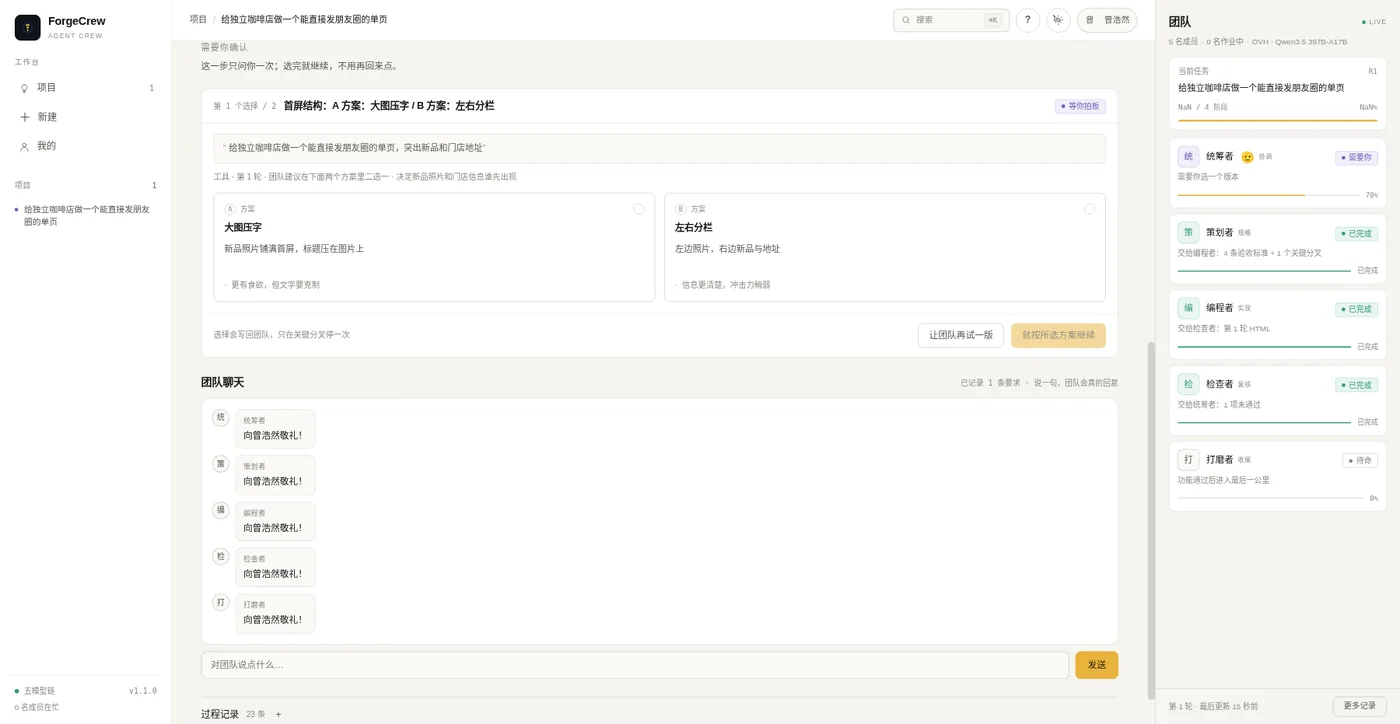 ForgeCrew
AGENT CREW
工作台
项目 1
新建
我的
项目 1
给独立咖啡店做一个能直接发朋友圈的单页
五模型链 v1.1.0
0 名成员在忙
项目 / 给独立咖啡店做一个能直接发朋友圈的单页
搜索 ⌘K
?
曾 曾浩然
需要你确认
这一步只问你一次；选完就继续，不用再回来点。
第 1 个选择 / 2 首屏结构：A 方案：大图压字 / B 方案：左右分栏
等你拍板
" 给独立咖啡店做一个能直接发朋友圈的单页，突出新品和门店地址"
工具 · 第 1 轮 · 团队建议在下面两个方案里二选一 · 决定新品照片和门店信息谁先出现
A 方案
大图压字
新品照片铺满首屏，标题压在图片上
· 更有食欲，但文字要克制
B 方案
左右分栏
左边照片，右边新品与地址
· 信息更清楚，冲击力稍弱
选择会写回团队，只在关键分叉停一次
让团队再试一版
就按所选方案继续
团队聊天
已记录 1 条要求 · 说一句，团队会真的回复
统
统筹者
向曾浩然敬礼！
策
策划者
向曾浩然敬礼！
编
编程者
向曾浩然敬礼！
检
检查者
向曾浩然敬礼！
打
打磨者
向曾浩然敬礼！
对团队说点什么…
发送
过程记录 23 条 +
团队
LIVE
5 名成员 · 0 名作业中 · OVH · Qwen3.5 397B-A17B
当前任务 R1
给独立咖啡店做一个能直接发朋友圈的单页
NaN / 4 阶段 NaN%
统 统筹者 协调 需要你
需要你选一个版本
70%
策 策划者 规格 已完成
交给编程者：4 条验收标准 + 1 个关键分叉
已完成
编 编程者 实现 已完成
交给检查者：第 1 轮 HTML
已完成
检 检查者 复核 已完成
交给统筹者：1 项未通过
已完成
打 打磨者 收尾 待命
功能通过后进入最后一公里
0%
第 1 轮 · 最后更新 15 秒前
更多记录